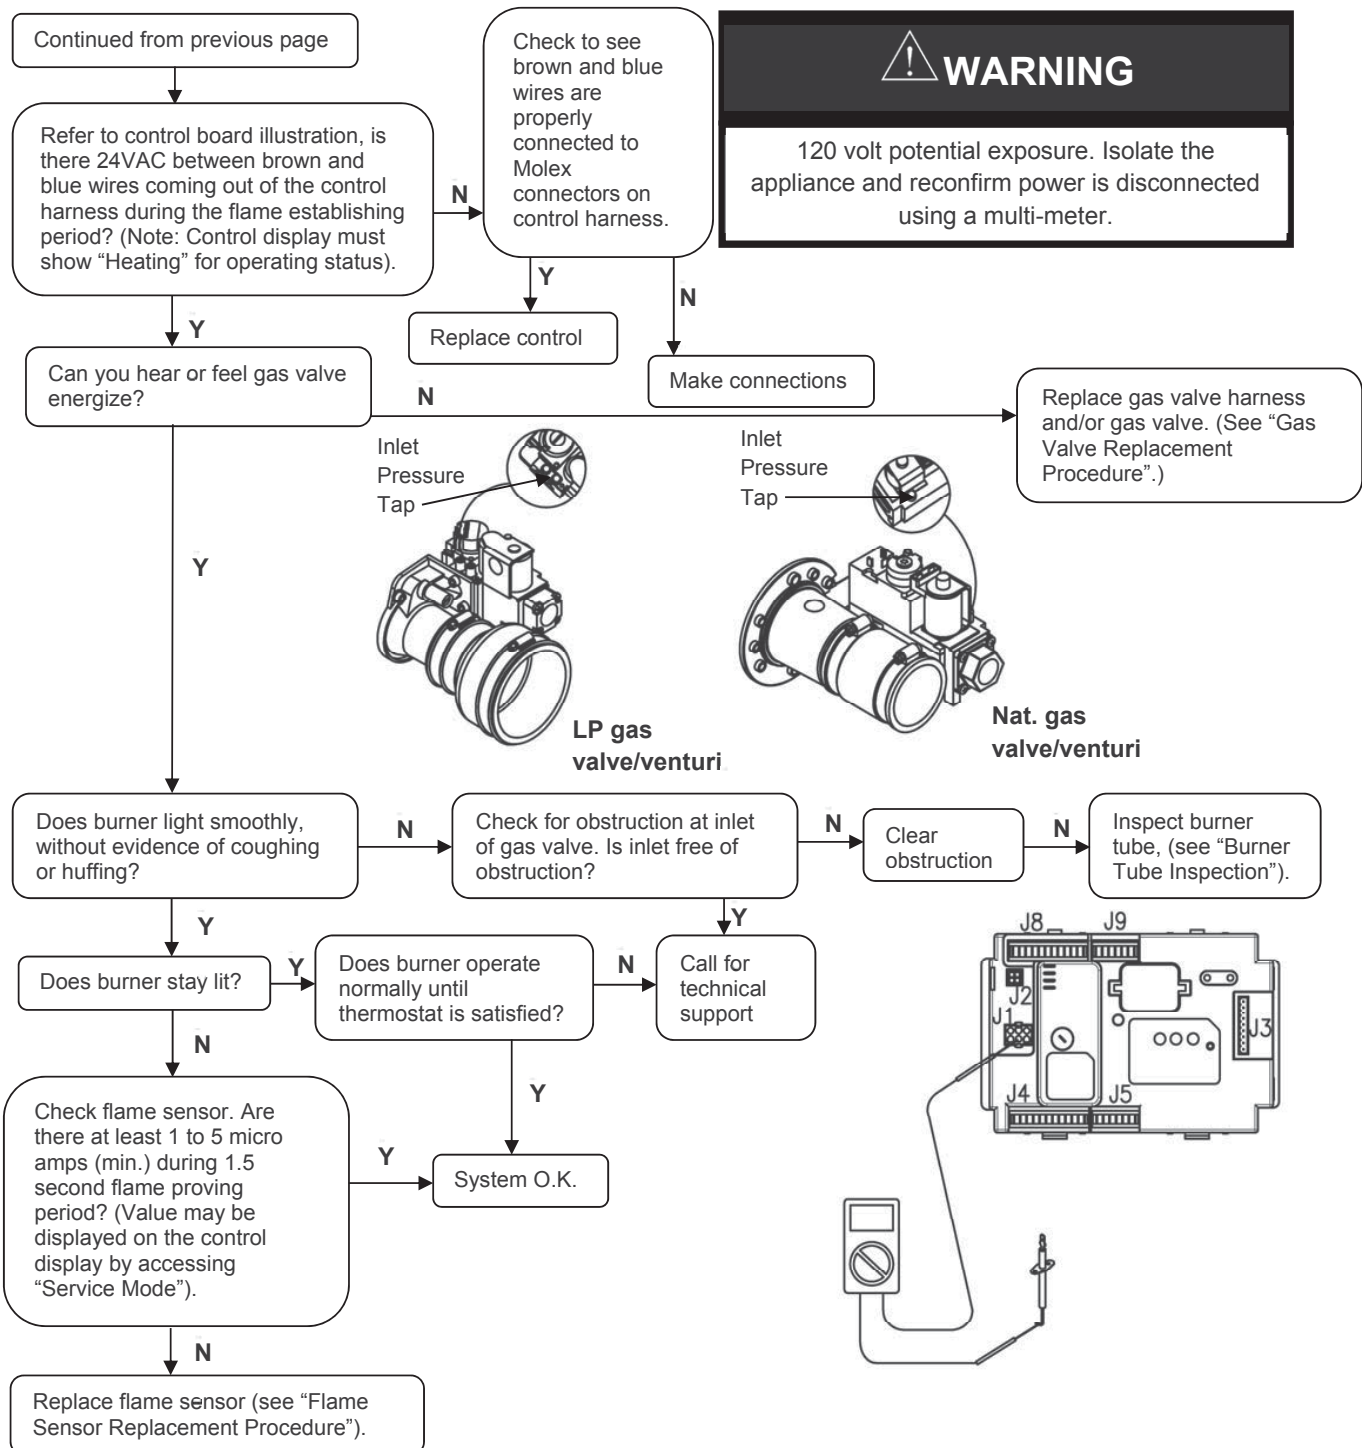 Continued from previous page
Refer to control board illustration, is
there 24VAC between brown and
blue wires coming out of the control
harness during the flame establishing
period? (Note: Control display must
show “Heating” for operating status).
N
Check to see
brown and blue
wires are
properly
connected to
Molex
connectors on
control harness.
WARNING
120 volt potential exposure. Isolate the
appliance and reconfirm power is disconnected
using a multi-meter.
Y
N
Replace control
Make connections
Y
Can you hear or feel gas valve
energize?
N
Replace gas valve harness
and/or gas valve. (See “Gas
Valve Replacement
Procedure”.)
Inlet
Pressure
Tap
Inlet
Pressure
Tap
Y
LP gas
valve/venturi
Nat. gas
valve/venturi
Does burner light smoothly,
without evidence of coughing
or huffing?
N
Check for obstruction at inlet
of gas valve. Is inlet free of
obstruction?
N
Clear
obstruction
N
Inspect burner
tube, (see “Burner
Tube Inspection”).
Y
Y
Does burner stay lit?
Y
Does burner operate
normally until
thermostat is satisfied?
N
Call for
technical
support
J8
J9
J2
J1
J3
J4
J5
N
Y
Check flame sensor. Are
there at least 1 to 5 micro
amps (min.) during 1.5
second flame proving
period? (Value may be
displayed on the control
display by accessing
“Service Mode”).
Y
System O.K.
N
Replace flame sensor (see “Flame
Sensor Replacement Procedure”).